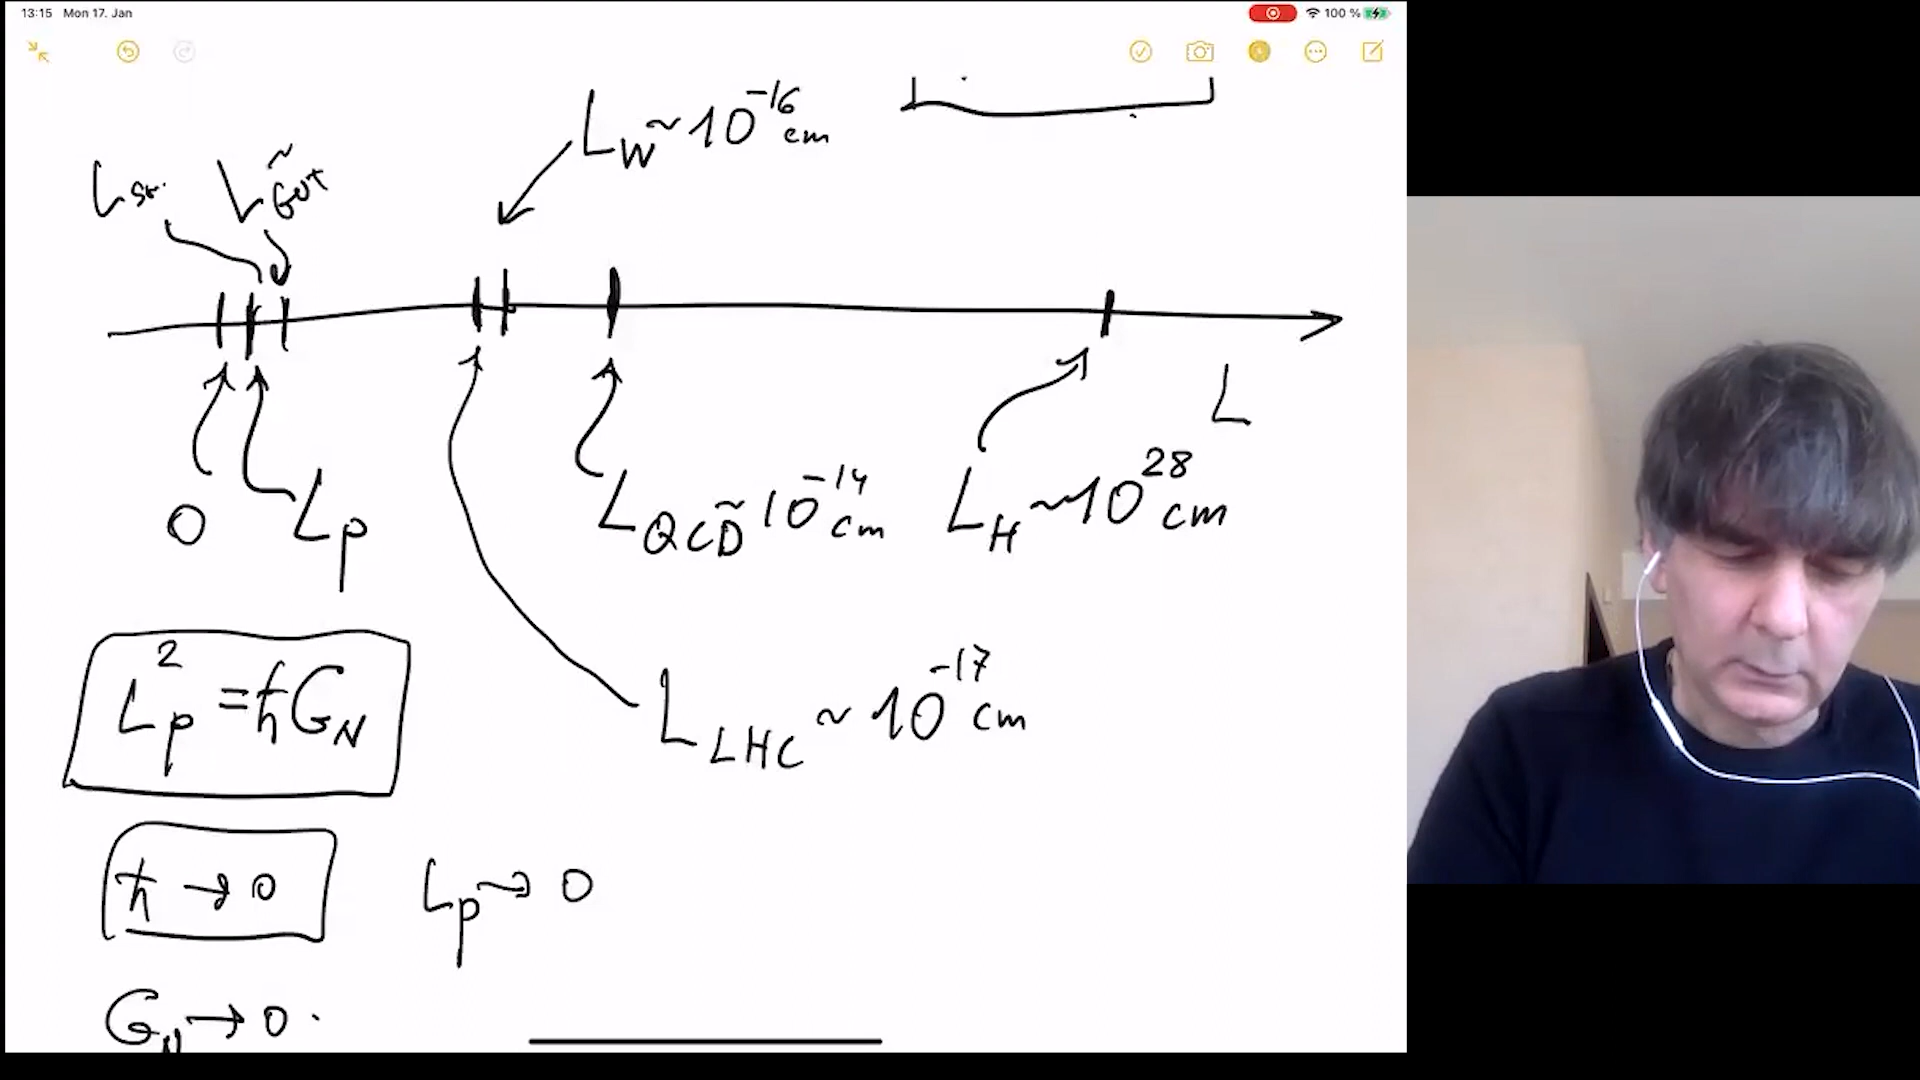 13:15 Mon 17. Jan 100 %
L_W ~ 10^-16 cm
L_st. L_GUT ~
0 L_P
L_QCD ~ 10^-14 cm
L_H ~ 10^28 cm
L
L_P^2 = ħG_N
L_LHC ~ 10^-17 cm
ħ → 0 L_P → 0
G_N → 0 .